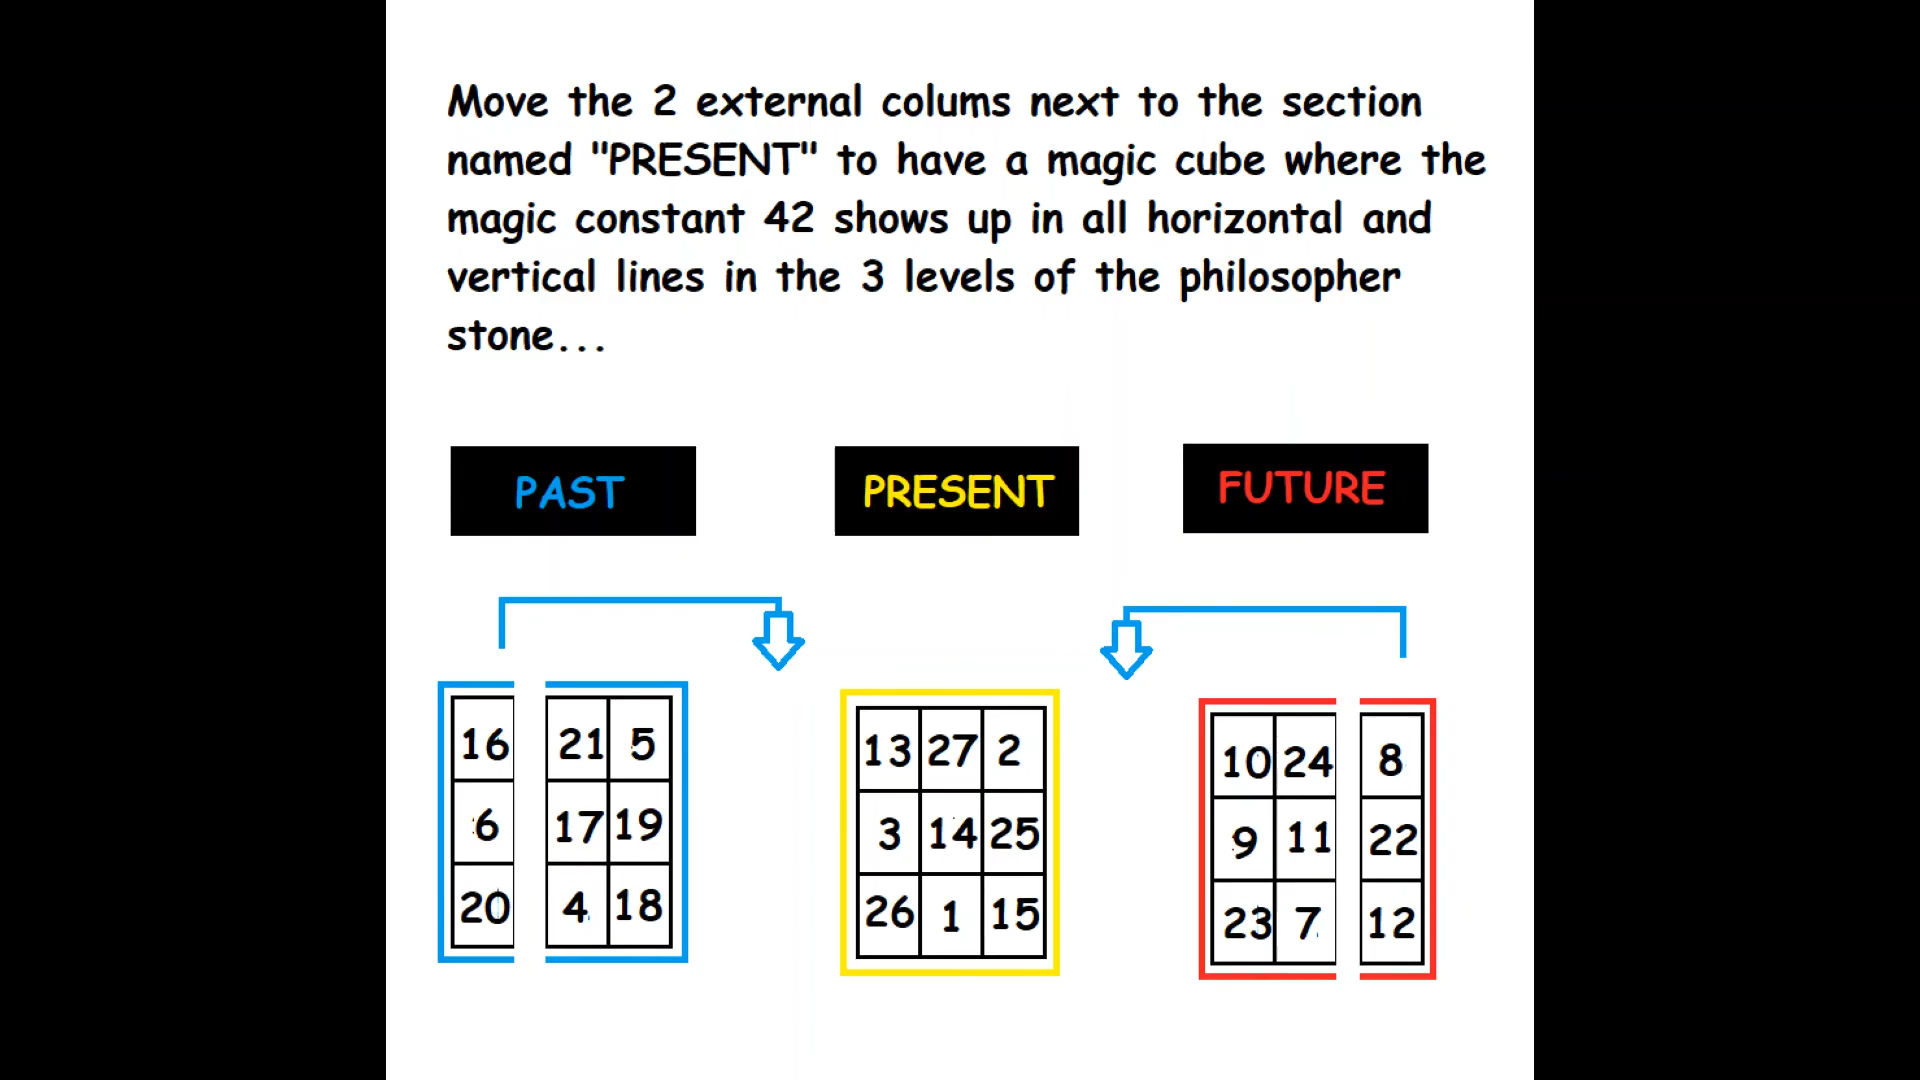 Move the 2 external colums next to the section
named "PRESENT" to have a magic cube where the
magic constant 42 shows up in all horizontal and
vertical lines in the 3 levels of the philosopher
stone...
PAST PRESENT FUTURE
16 21 5 13 27 2 10 24 8
6 17 19 3 14 25 9 11 22
20 4 18 26 1 15 23 7 12